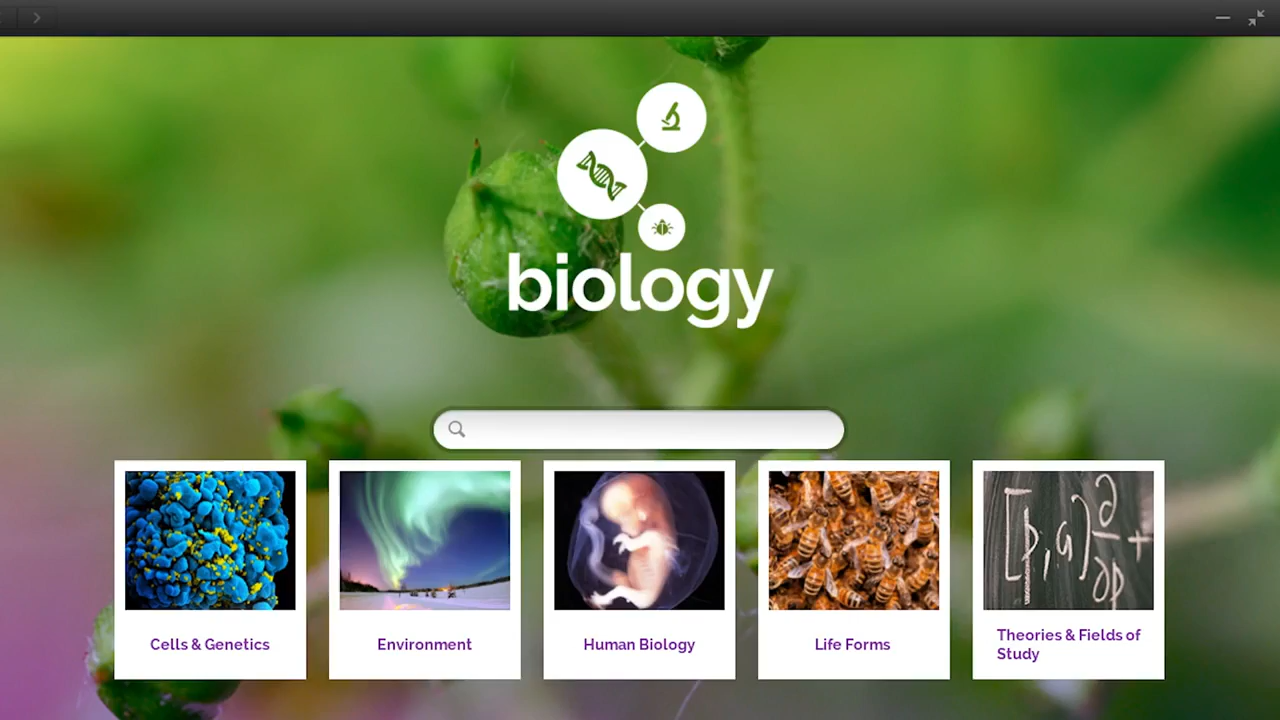 biology
Cells & Genetics
Environment
Human Biology
Life Forms
Theories & Fields of
Study
[p,q] ∂
∂p +